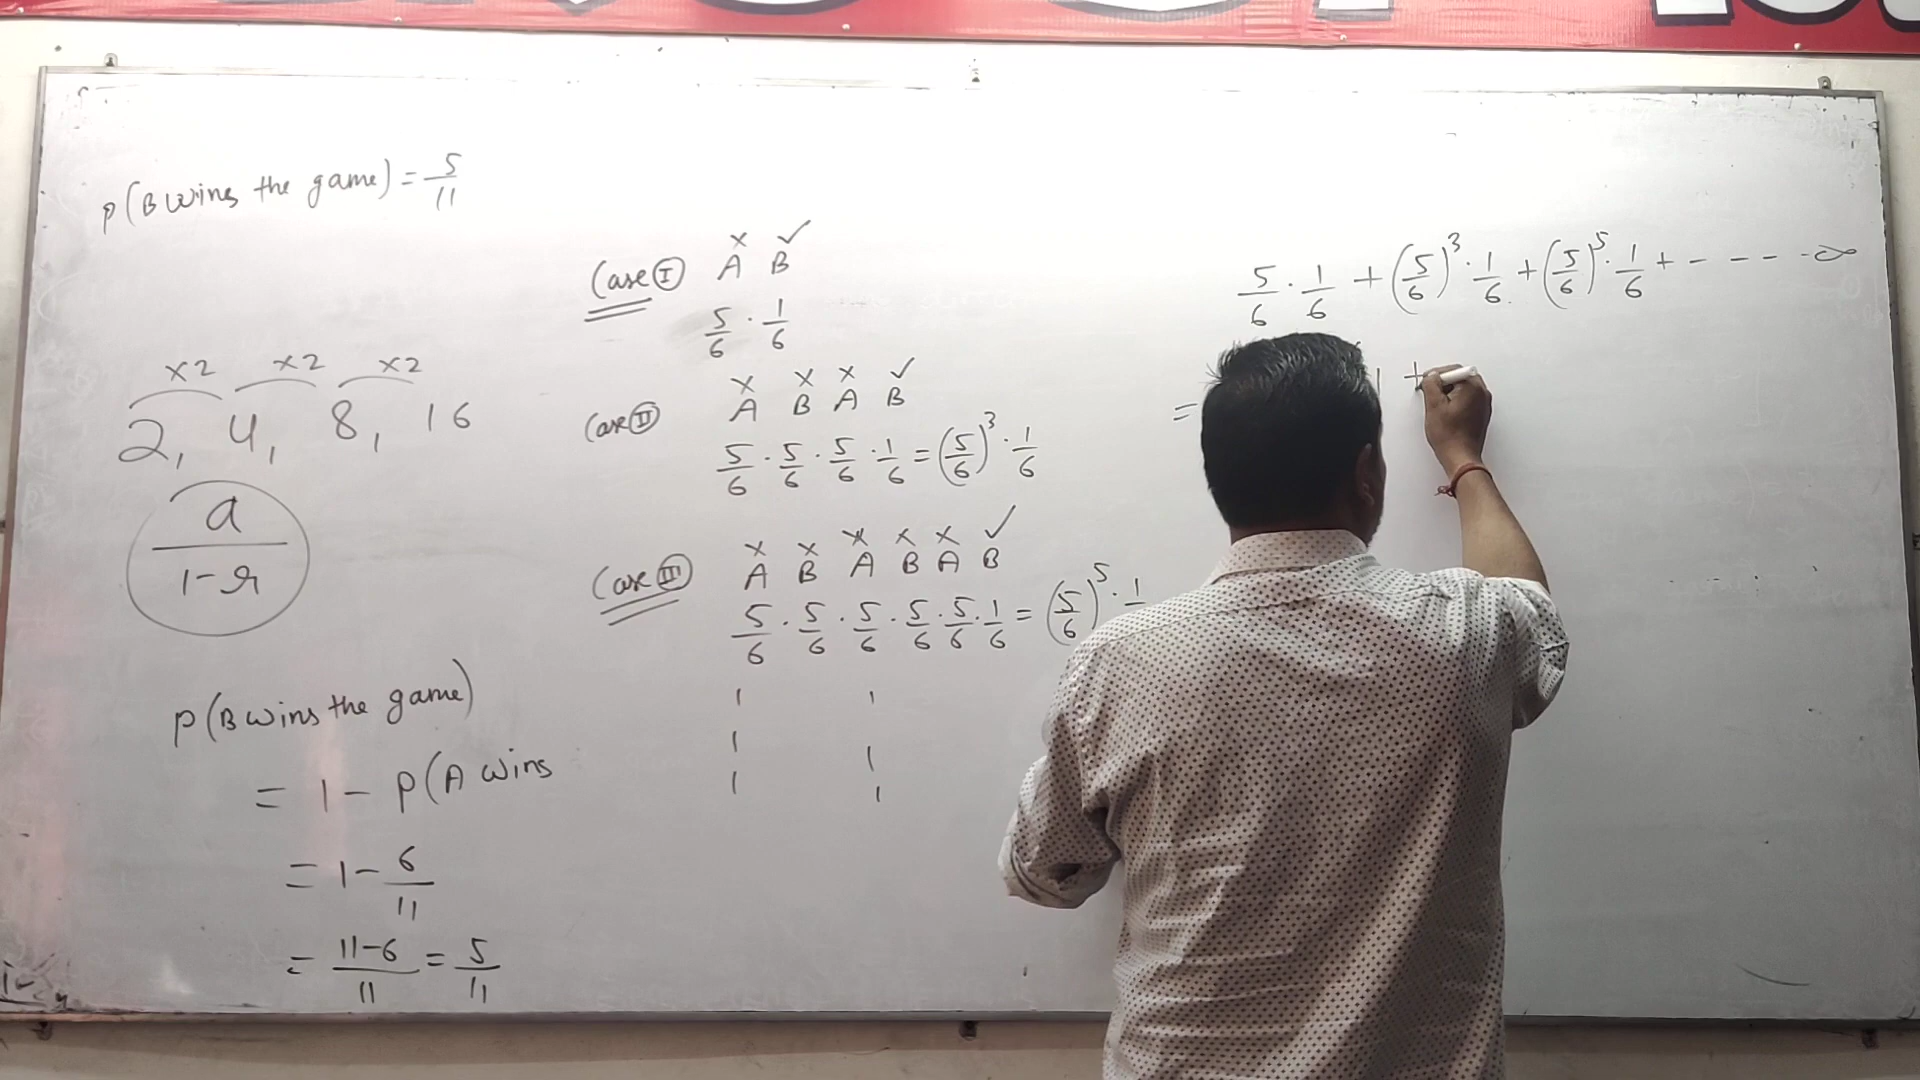 P(B wins the game) = 5/11
×2 ×2 ×2
2, 4, 8, 16
a/(1-r)
P(B wins the game)
= 1 - P(A wins
= 1 - 6/11
= (11-6)/11 = 5/11
Case I
× ✓
A B
5/6 · 1/6
Case II
× × × ✓
A B A B
5/6 · 5/6 · 5/6 · 1/6 = (5/6)^3 · 1/6
Case III
× × × × × ✓
A B A B A B
5/6 · 5/6 · 5/6 · 5/6 · 5/6 · 1/6 = (5/6)^5 · 1
5/6 · 1/6 + (5/6)^3 · 1/6 + (5/6)^5 · 1/6 + - - - - ∞
= 1 +